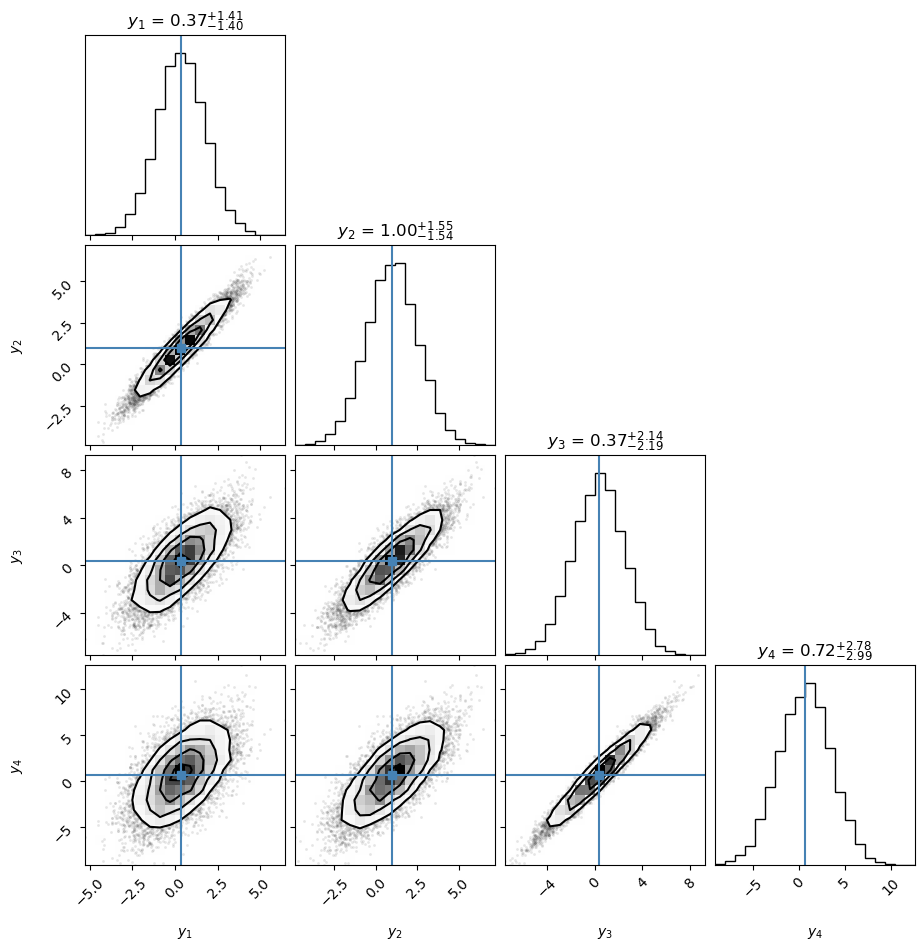 y₁ = 0.37+1.41−1.40
y₂ = 1.00+1.55−1.54
y₂
5.0
2.5
0.0
−2.5
y₃ = 0.37+2.14−2.19
y₃
8
4
0
−4
y₄ = 0.72+2.78−2.99
y₄
10
5
0
−5
−5.0 −2.5 0.0 2.5 5.0
−2.5 0.0 2.5 5.0
−4 0 4 8
−5 0 5 10
y₁ y₂ y₃ y₄